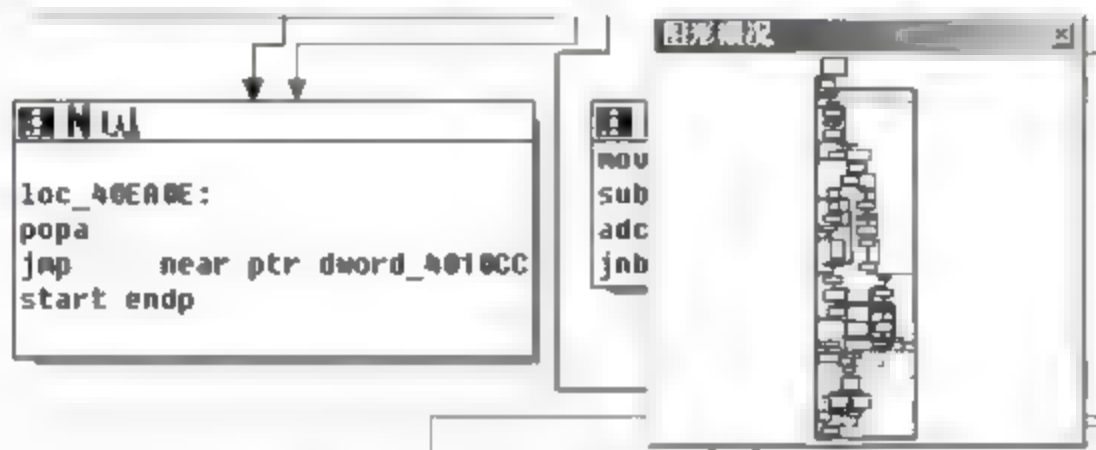 N Ⱳ
loc_40EA0E:
popa
jmp     near ptr dword_4010CC
start endp
mov
sub
adc
jnb
图形概况